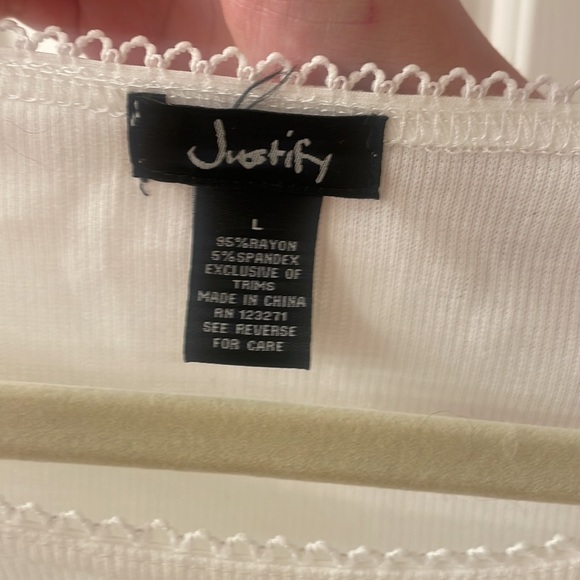 Justify
L
95%RAYON
5%SPANDEX
EXCLUSIVE OF
TRIMS
MADE IN CHINA
RN 123271
SEE REVERSE
FOR CARE